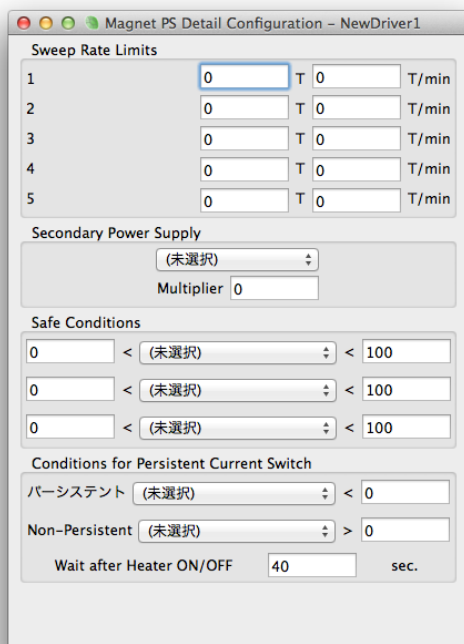 Magnet PS Detail Configuration – NewDriver1
Sweep Rate Limits
1 0 T 0 T/min
2 0 T 0 T/min
3 0 T 0 T/min
4 0 T 0 T/min
5 0 T 0 T/min
Secondary Power Supply
(未選択)
Multiplier 0
Safe Conditions
0 < (未選択) < 100
0 < (未選択) < 100
0 < (未選択) < 100
Conditions for Persistent Current Switch
パーシステント (未選択) < 0
Non-Persistent (未選択) > 0
Wait after Heater ON/OFF 40 sec.